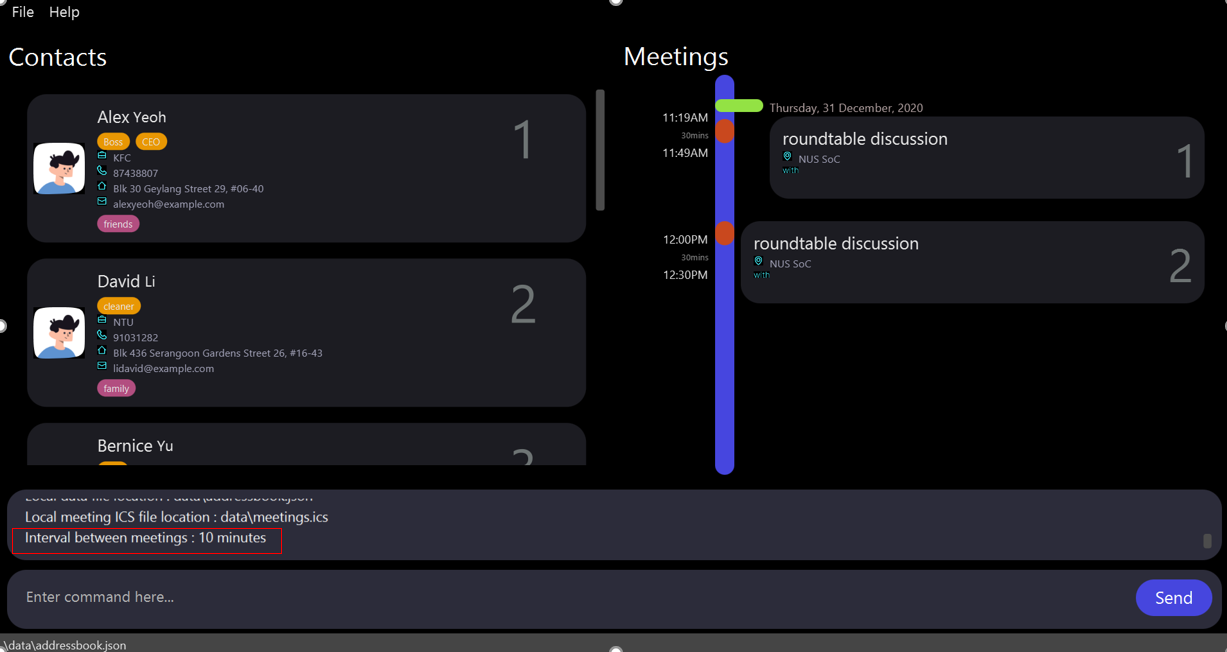 File Help
Contacts
Alex Yeoh
Boss CEO
KFC
87438807
Blk 30 Geylang Street 29, #06-40
alexyeoh@example.com
friends
1
David Li
cleaner
NTU
91031282
Blk 436 Serangoon Gardens Street 26, #16-43
lidavid@example.com
family
2
Bernice Yu
Meetings
Thursday, 31 December, 2020
11:19AM
30mins
11:49AM
roundtable discussion
NUS SoC
with
1
12:00PM
30mins
12:30PM
roundtable discussion
NUS SoC
with
2
Local data file location : data\addressbook.json
Local meeting ICS file location : data\meetings.ics
Interval between meetings : 10 minutes
Enter command here...
Send
\data\addressbook.json